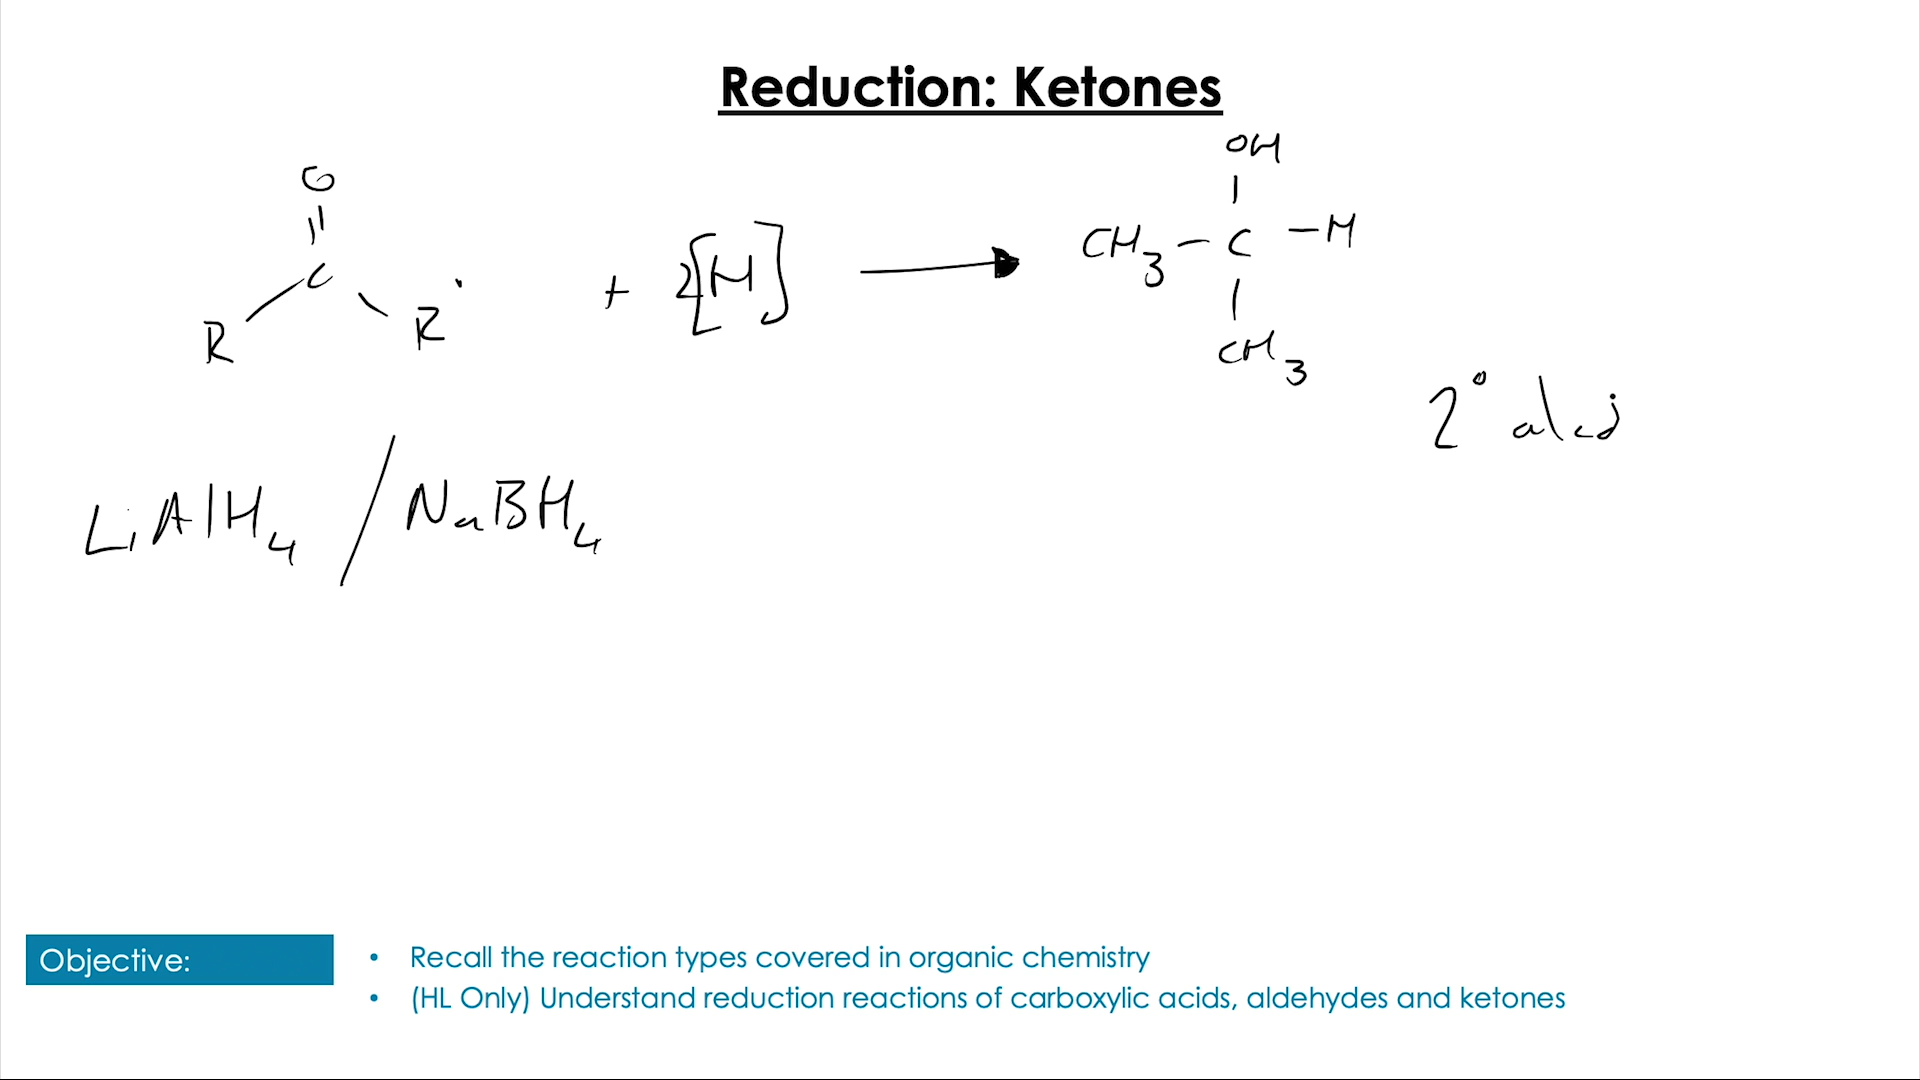 Reduction: Ketones
O
||
C
R R'
+ 2[H]
OH
|
CH3 - C - H
|
CH3
2°
LiAlH4 / NaBH4
Objective:
• Recall the reaction types covered in organic chemistry
• (HL Only) Understand reduction reactions of carboxylic acids, aldehydes and ketones